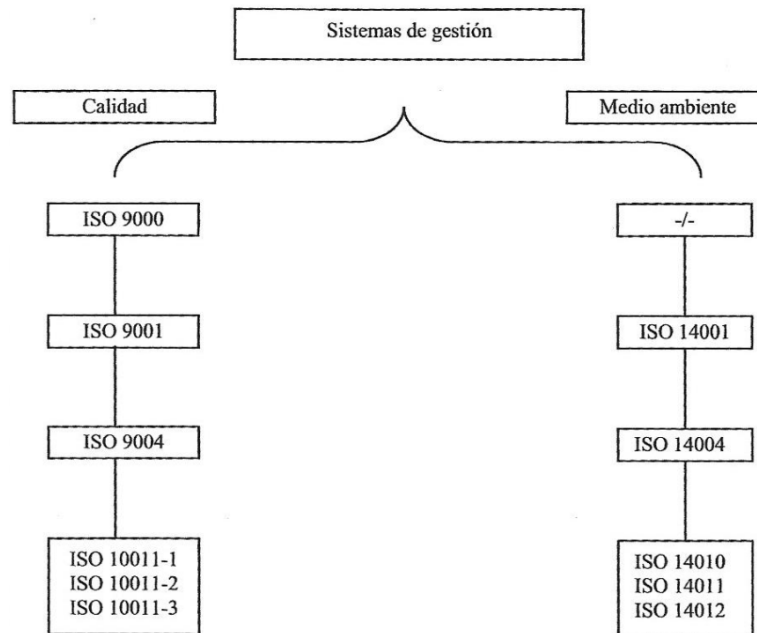 Sistemas de gestión
Calidad
Medio ambiente
ISO 9000
-/-
ISO 9001
ISO 14001
ISO 9004
ISO 14004
ISO 10011-1
ISO 10011-2
ISO 10011-3
ISO 14010
ISO 14011
ISO 14012